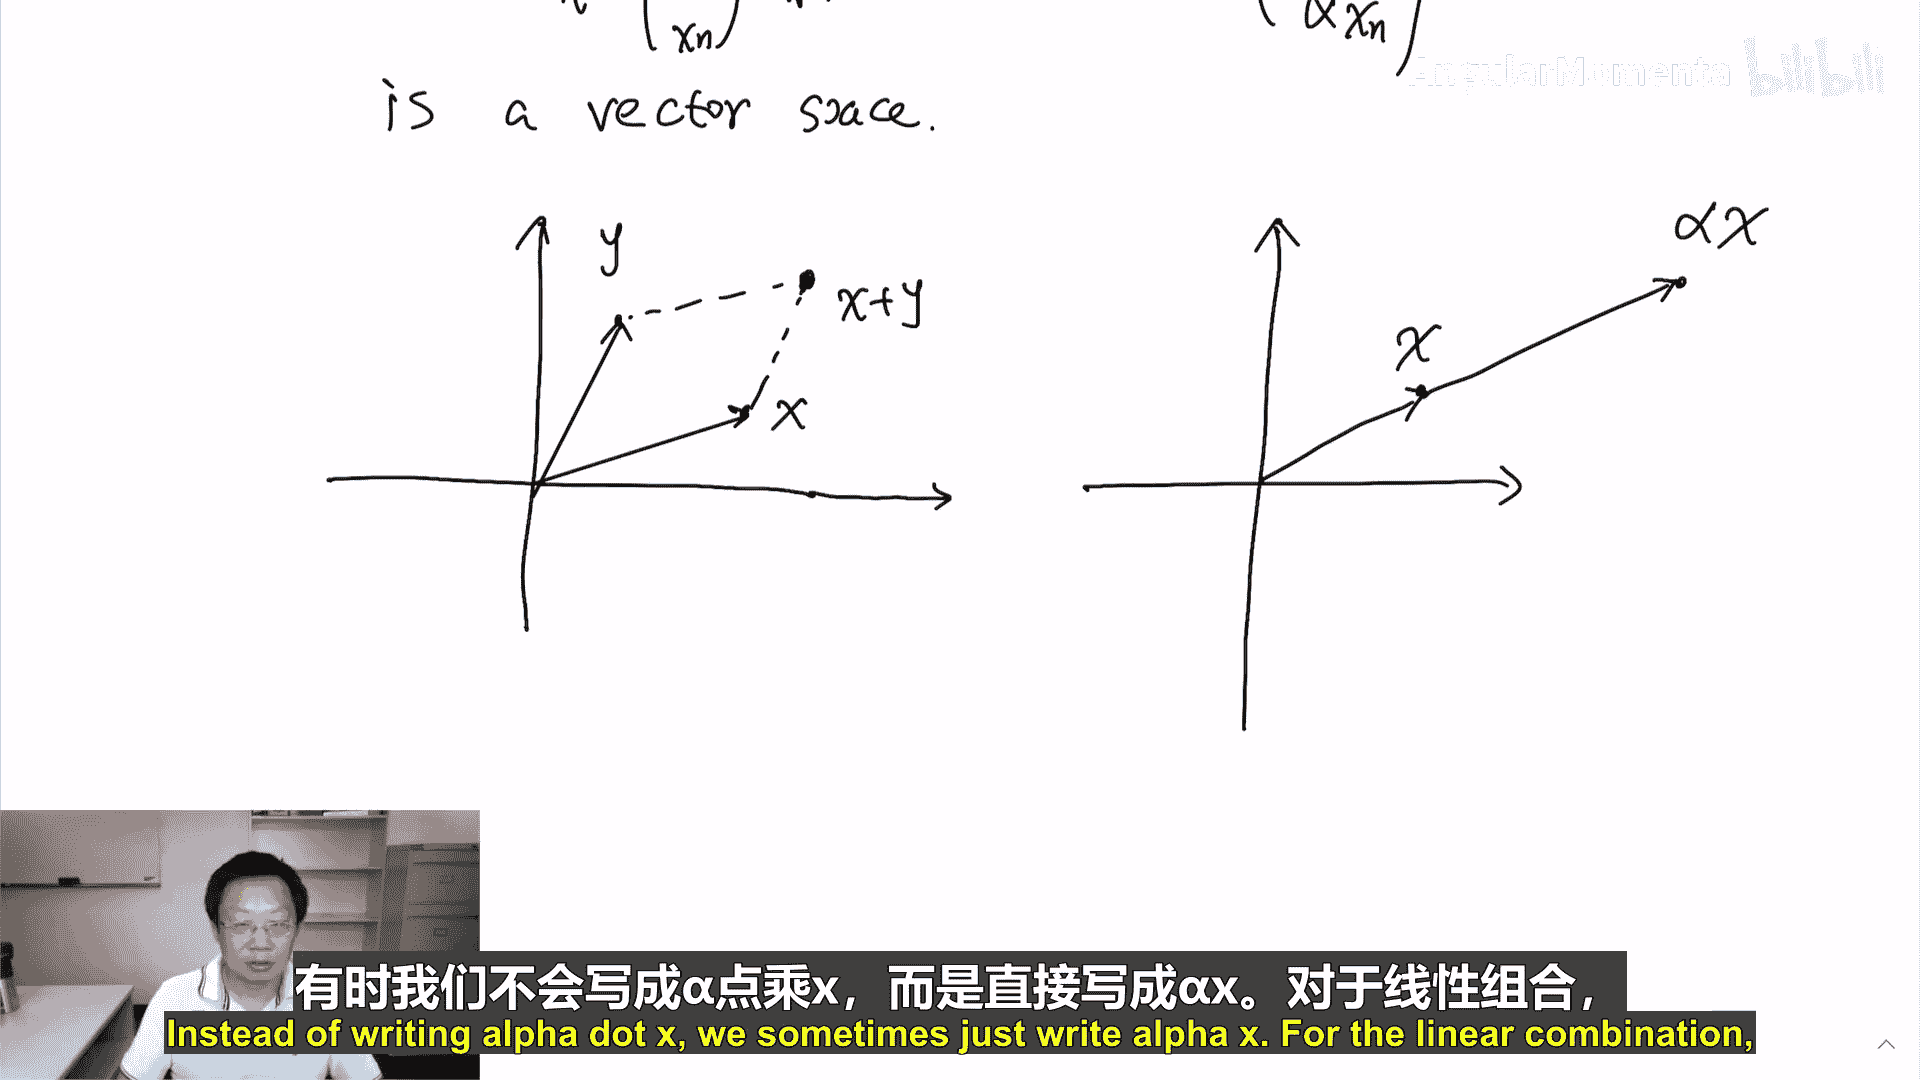 xn
αxn
AngularMomenta bilibili
is a vector space.
y
x+y
x
αx
x
有时我们不会写成α点乘x，而是直接写成αx。对于线性组合，
Instead of writing alpha dot x, we sometimes just write alpha x. For the linear combination,